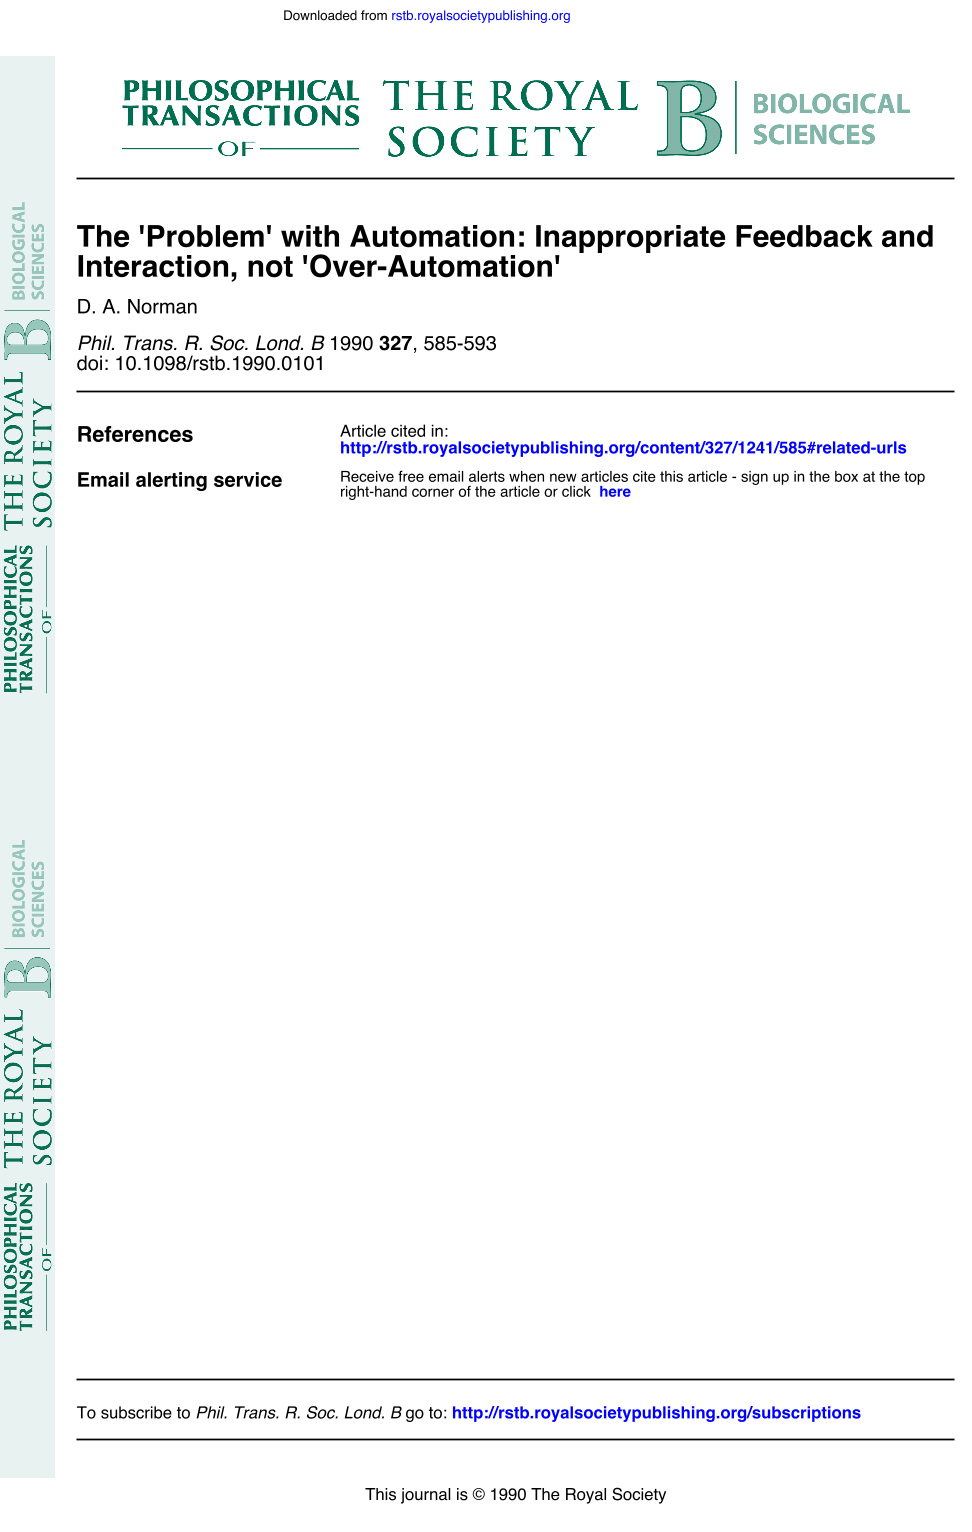 Downloaded from rstb.royalsocietypublishing.org
PHILOSOPHICAL
TRANSACTIONS
OF
THE ROYAL
SOCIETY
B
BIOLOGICAL
SCIENCES
The 'Problem' with Automation: Inappropriate Feedback and
Interaction, not 'Over-Automation'
D. A. Norman
Phil. Trans. R. Soc. Lond. B 1990 327, 585-593
doi: 10.1098/rstb.1990.0101
References
Article cited in:
http://rstb.royalsocietypublishing.org/content/327/1241/585#related-urls
Email alerting service
Receive free email alerts when new articles cite this article - sign up in the box at the top
right-hand corner of the article or click here
PHILOSOPHICAL
TRANSACTIONS
OF
THE ROYAL
SOCIETY
B
BIOLOGICAL
SCIENCES
PHILOSOPHICAL
TRANSACTIONS
OF
THE ROYAL
SOCIETY
B
BIOLOGICAL
SCIENCES
To subscribe to Phil. Trans. R. Soc. Lond. B go to: http://rstb.royalsocietypublishing.org/subscriptions
This journal is © 1990 The Royal Society